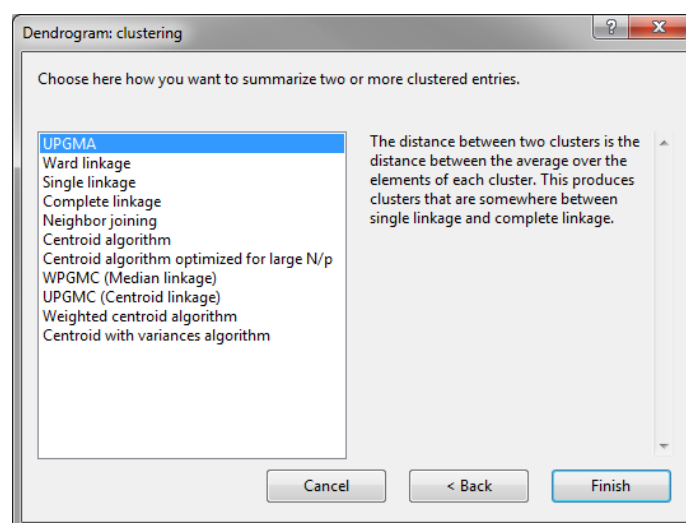 Dendrogram: clustering
?
Choose here how you want to summarize two or more clustered entries.
UPGMA
Ward linkage
Single linkage
Complete linkage
Neighbor joining
Centroid algorithm
Centroid algorithm optimized for large N/p
WPGMC (Median linkage)
UPGMC (Centroid linkage)
Weighted centroid algorithm
Centroid with variances algorithm
The distance between two clusters is the
distance between the average over the
elements of each cluster. This produces
clusters that are somewhere between
single linkage and complete linkage.
Cancel
< Back
Finish